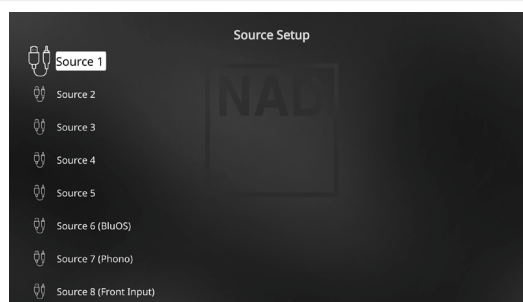 Source Setup
Source 1
NAD
Source 2
Source 3
Source 4
Source 5
Source 6 (BluOS)
Source 7 (Phono)
Source 8 (Front Input)